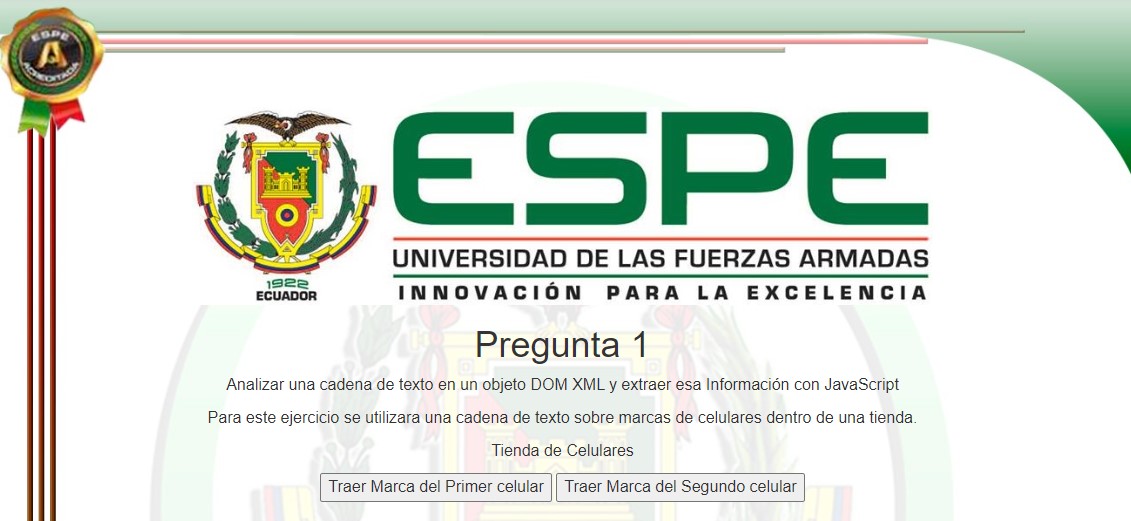 ESPE
ACREDITADA
ESPE
UNIVERSIDAD DE LAS FUERZAS ARMADAS
INNOVACIÓN PARA LA EXCELENCIA
1922
ECUADOR
Pregunta 1
Analizar una cadena de texto en un objeto DOM XML y extraer esa Información con JavaScript
Para este ejercicio se utilizara una cadena de texto sobre marcas de celulares dentro de una tienda.
Tienda de Celulares
Traer Marca del Primer celular Traer Marca del Segundo celular